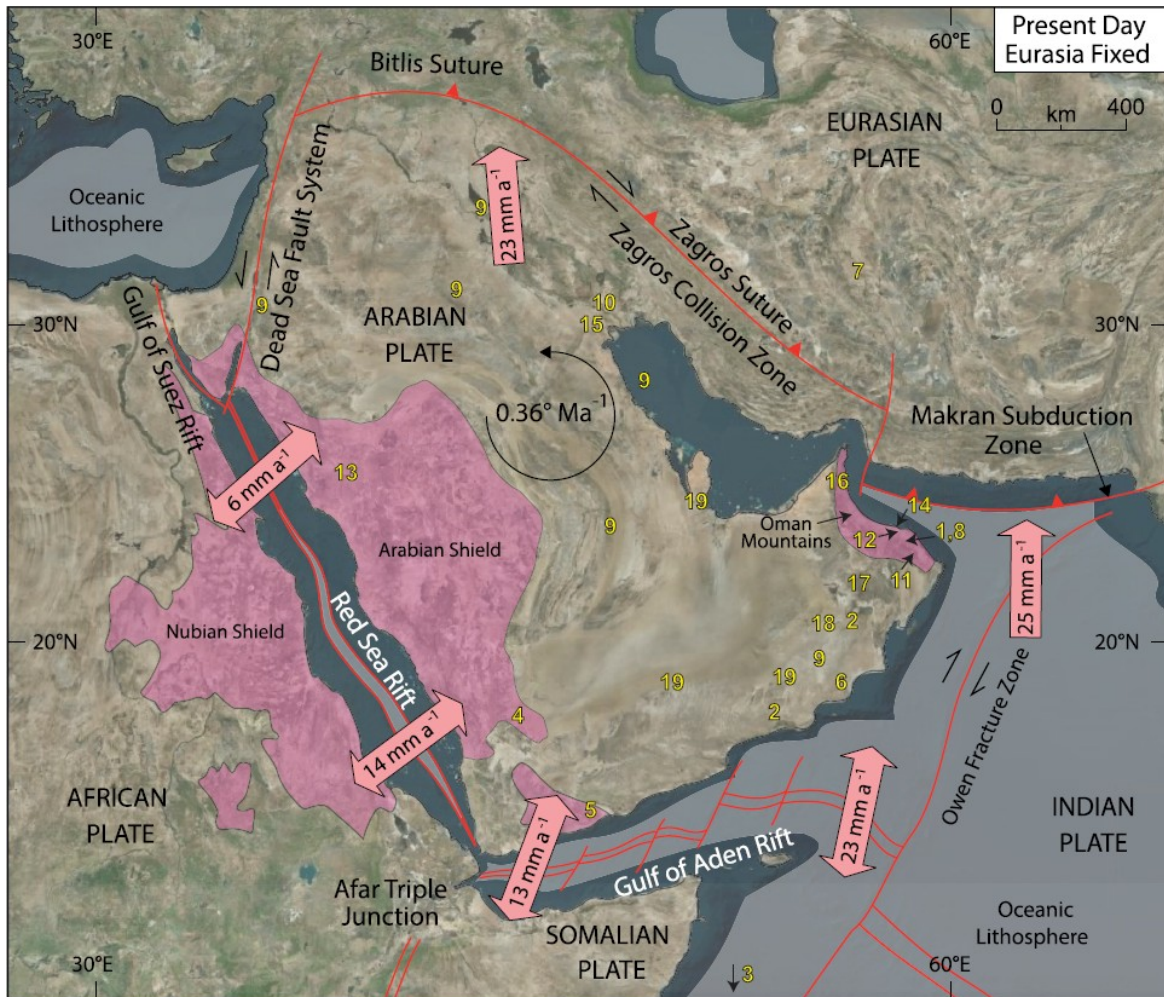 30°E
60°E
Present Day
Eurasia Fixed
0 km 400
Bitlis Suture
EURASIAN
PLATE
Oceanic
Lithosphere
Dead Sea Fault System
23 mm a⁻¹
9
Zagros Suture
Zagros Collision Zone
7
9
9
10
15
30°N
30°N
Gulf of Suez Rift
ARABIAN
PLATE
9
0.36° Ma⁻¹
Makran Subduction
Zone
6 mm a⁻¹
13
19
16
14
Oman
Mountains
12
1,8
9
11
Arabian Shield
17
25 mm a⁻¹
Nubian Shield
18
2
20°N
20°N
Red Sea Rift
9
19
19
6
4
2
14 mm a⁻¹
Owen Fracture Zone
AFRICAN
PLATE
5
13 mm a⁻¹
23 mm a⁻¹
INDIAN
PLATE
Gulf of Aden Rift
Afar Triple
Junction
SOMALIAN
PLATE
Oceanic
Lithosphere
30°E
3
60°E